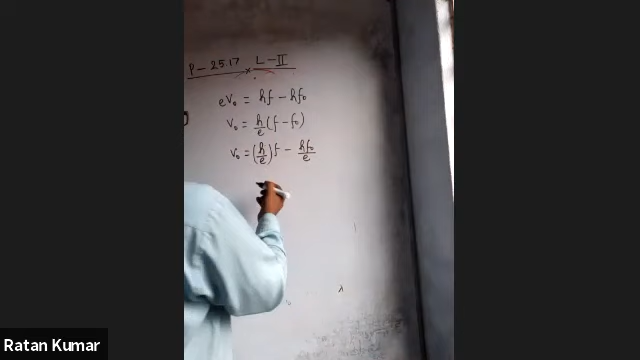 P - 25.17 L - II
eV₀ = hf - hf₀
V₀ = h/e (f - f₀)
V₀ = (h/e) f - hf₀/e
λ
Ratan Kumar